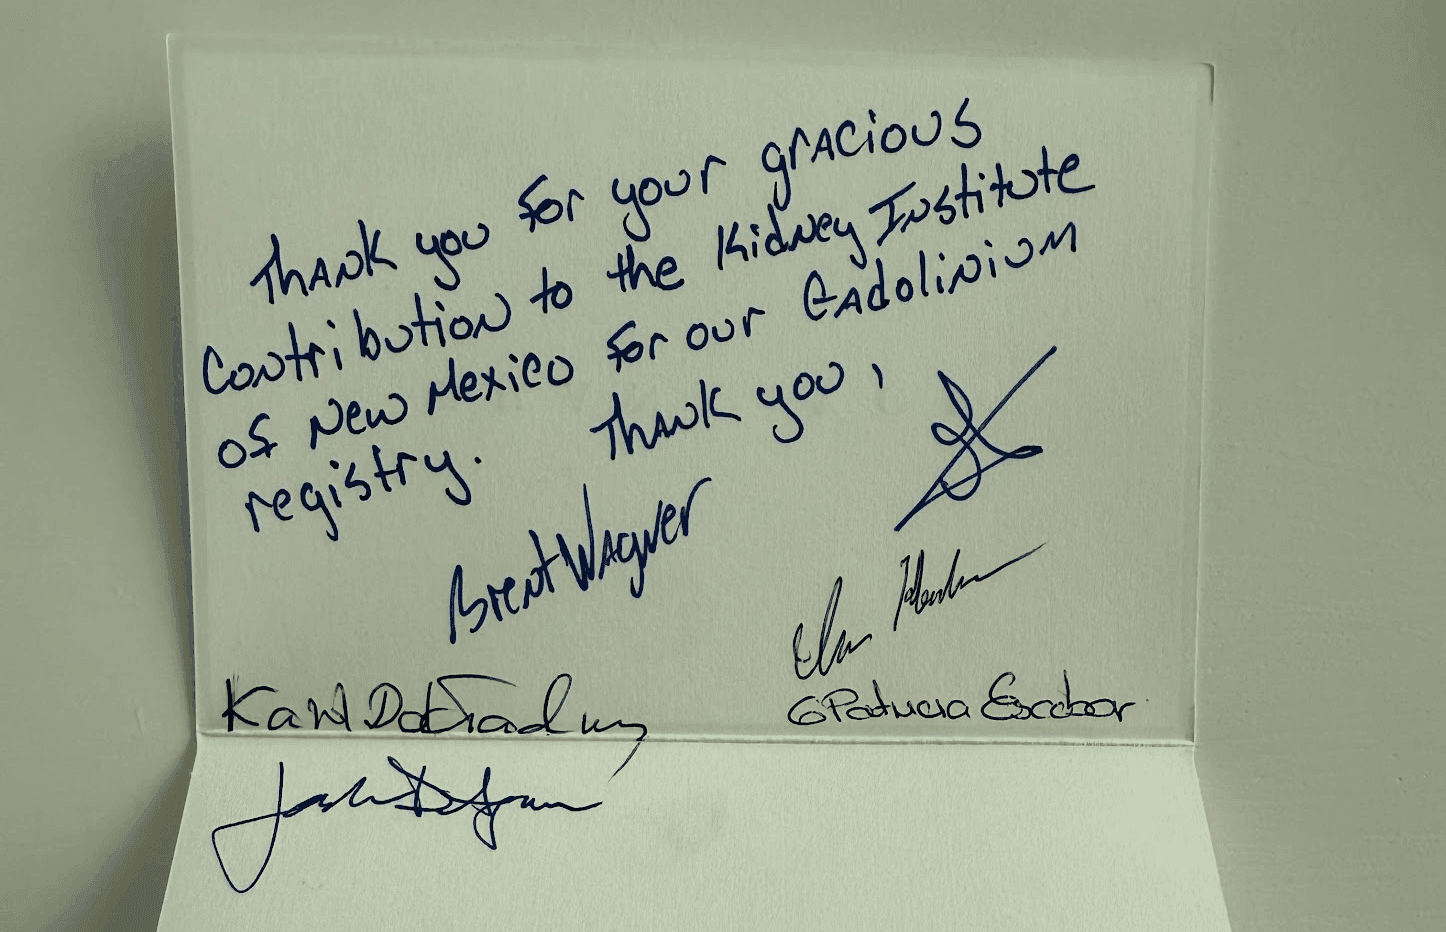 Thank you for your gracious
contribution to the Kidney Institute
of New Mexico for our Gadolinium
registry. Thank you,
Brent Wagner
G Patricia Escobar
Karol